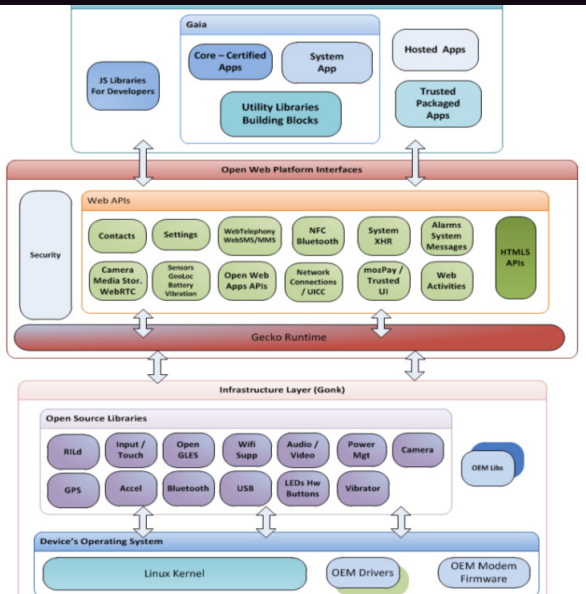 Gaia
JS Libraries
For Developers
Core – Certified
Apps
System
App
Utility Libraries
Building Blocks
Hosted Apps
Trusted
Packaged
Apps
Open Web Platform Interfaces
Security
Web APIs
Contacts
Settings
WebTelephony
WebSMS/MMS
NFC
Bluetooth
System
XHR
Alarms
System
Messages
Camera
Media Stor.
WebRTC
Sensors
GeoLoc
Battery
Vibration
Open Web
Apps APIs
Network
Connections
/ UICC
mozPay /
Trusted
UI
Web
Activities
HTML5
APIs
Gecko Runtime
Infrastructure Layer (Gonk)
Open Source Libraries
RILd
Input /
Touch
Open
GLES
Wifi
Supp
Audio /
Video
Power
Mgt
Camera
GPS
Accel
Bluetooth
USB
LEDs Hw
Buttons
Vibrator
OEM Libs
Device's Operating System
Linux Kernel
OEM Drivers
OEM Modem
Firmware